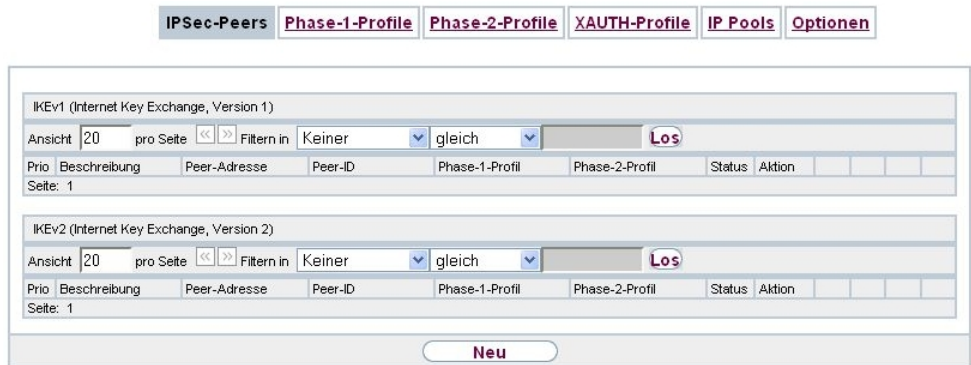 IPSec-Peers Phase-1-Profile Phase-2-Profile XAUTH-Profile IP Pools Optionen
IKEv1 (Internet Key Exchange, Version 1)
Ansicht 20 pro Seite << >> Filtern in Keiner gleich Los
Prio Beschreibung Peer-Adresse Peer-ID Phase-1-Profil Phase-2-Profil Status Aktion
Seite: 1
IKEv2 (Internet Key Exchange, Version 2)
Ansicht 20 pro Seite << >> Filtern in Keiner gleich Los
Prio Beschreibung Peer-Adresse Peer-ID Phase-1-Profil Phase-2-Profil Status Aktion
Seite: 1
Neu